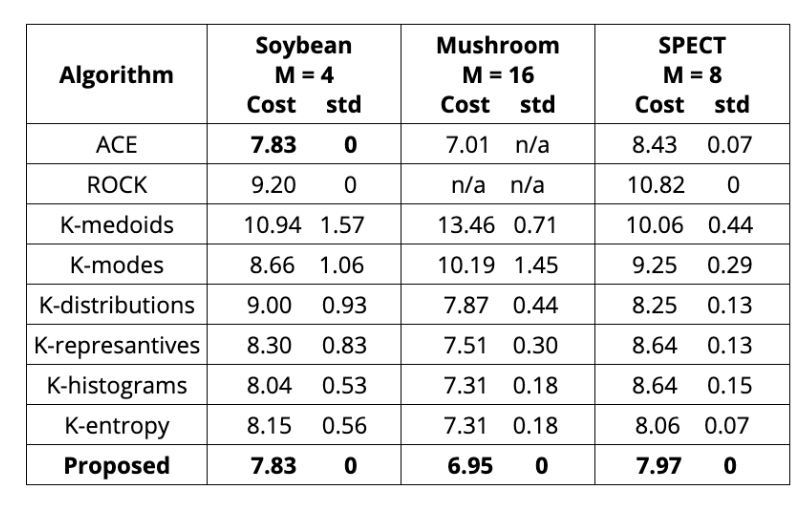 Algorithm Soybean Mushroom SPECT
M = 4 M = 16 M = 8
Cost std Cost std Cost std
ACE 7.83 0 7.01 n/a 8.43 0.07
ROCK 9.20 0 n/a n/a 10.82 0
K-medoids 10.94 1.57 13.46 0.71 10.06 0.44
K-modes 8.66 1.06 10.19 1.45 9.25 0.29
K-distributions 9.00 0.93 7.87 0.44 8.25 0.13
K-represantives 8.30 0.83 7.51 0.30 8.64 0.13
K-histograms 8.04 0.53 7.31 0.18 8.64 0.15
K-entropy 8.15 0.56 7.31 0.18 8.06 0.07
Proposed 7.83 0 6.95 0 7.97 0